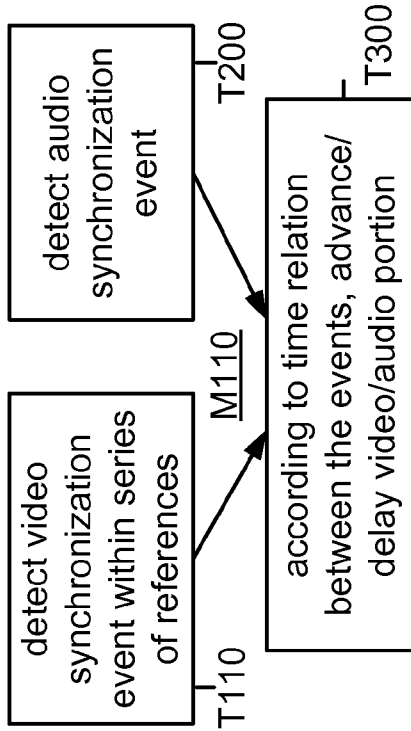 detect video
synchronization
event within series
of references
T110
detect audio
synchronization
event
T200
M110
according to time relation
between the events, advance/
delay video/audio portion
T300